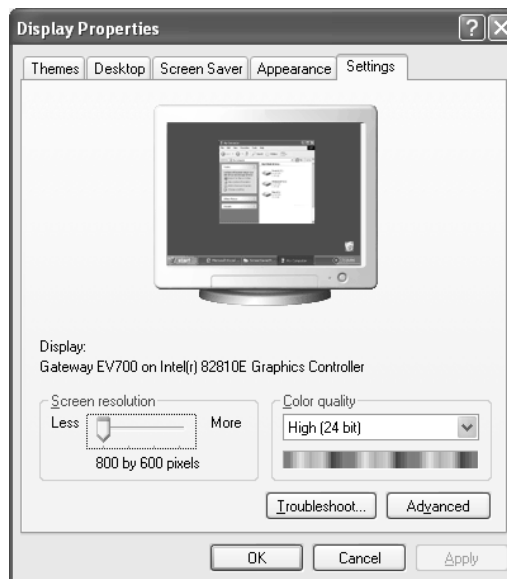 Display Properties
Themes Desktop Screen Saver Appearance Settings
Display:
Gateway EV700 on Intel(r) 82810E Graphics Controller
Screen resolution
Less More
800 by 600 pixels
Color quality
High (24 bit)
Troubleshoot... Advanced
OK Cancel Apply